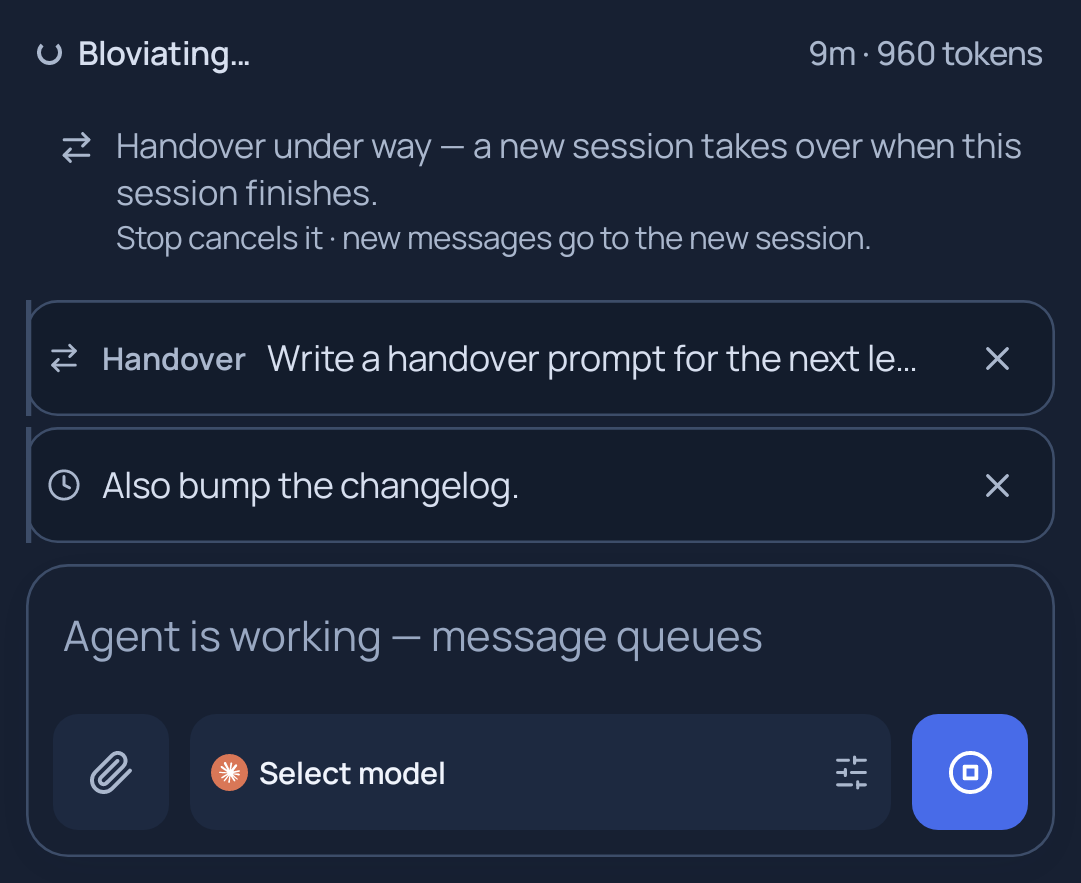 Bloviating...
9m · 960 tokens
Handover under way — a new session takes over when this
session finishes.
Stop cancels it · new messages go to the new session.
Handover Write a handover prompt for the next le...
Also bump the changelog.
Agent is working — message queues
Select model